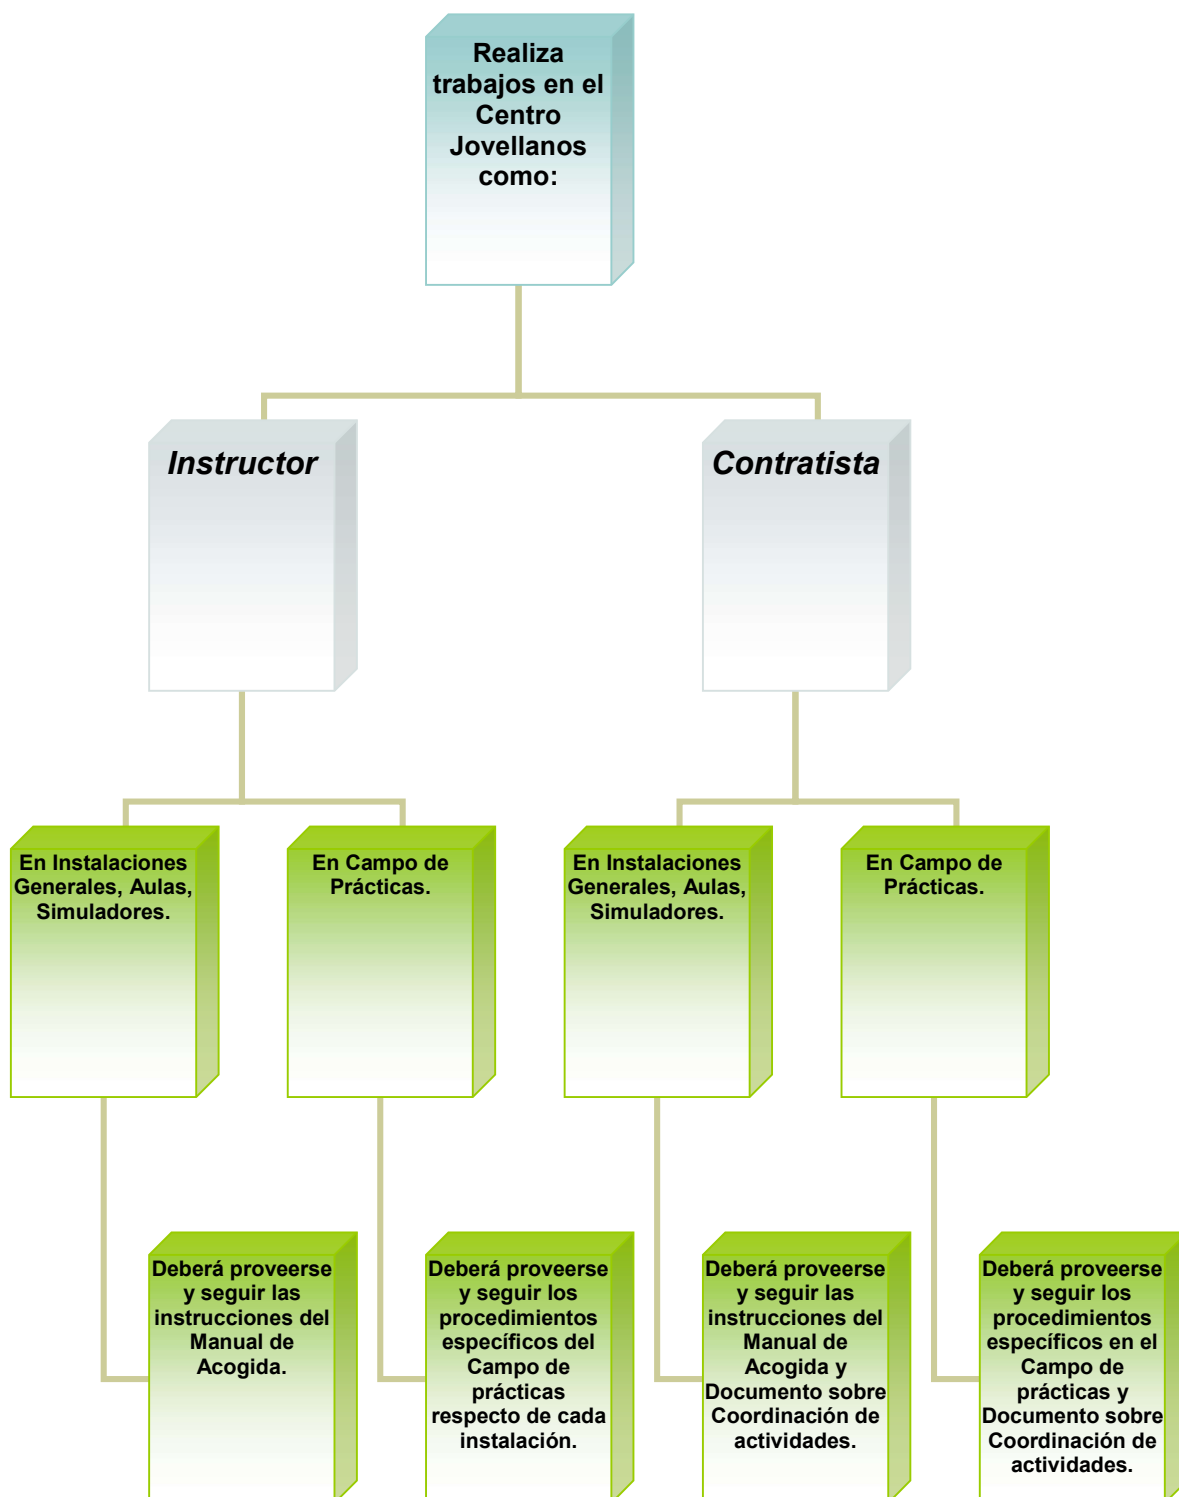 Realiza
trabajos en el
Centro
Jovellanos
como:
Instructor
Contratista
En Instalaciones
Generales, Aulas,
Simuladores.
En Campo de
Prácticas.
En Instalaciones
Generales, Aulas,
Simuladores.
En Campo de
Prácticas.
Deberá proveerse
y seguir las
instrucciones del
Manual de
Acogida.
Deberá proveerse
y seguir los
procedimientos
específicos del
Campo de
prácticas
respecto de cada
instalación.
Deberá proveerse
y seguir las
instrucciones del
Manual de
Acogida y
Documento sobre
Coordinación de
actividades.
Deberá proveerse
y seguir los
procedimientos
específicos en el
Campo de
prácticas y
Documento sobre
Coordinación de
actividades.